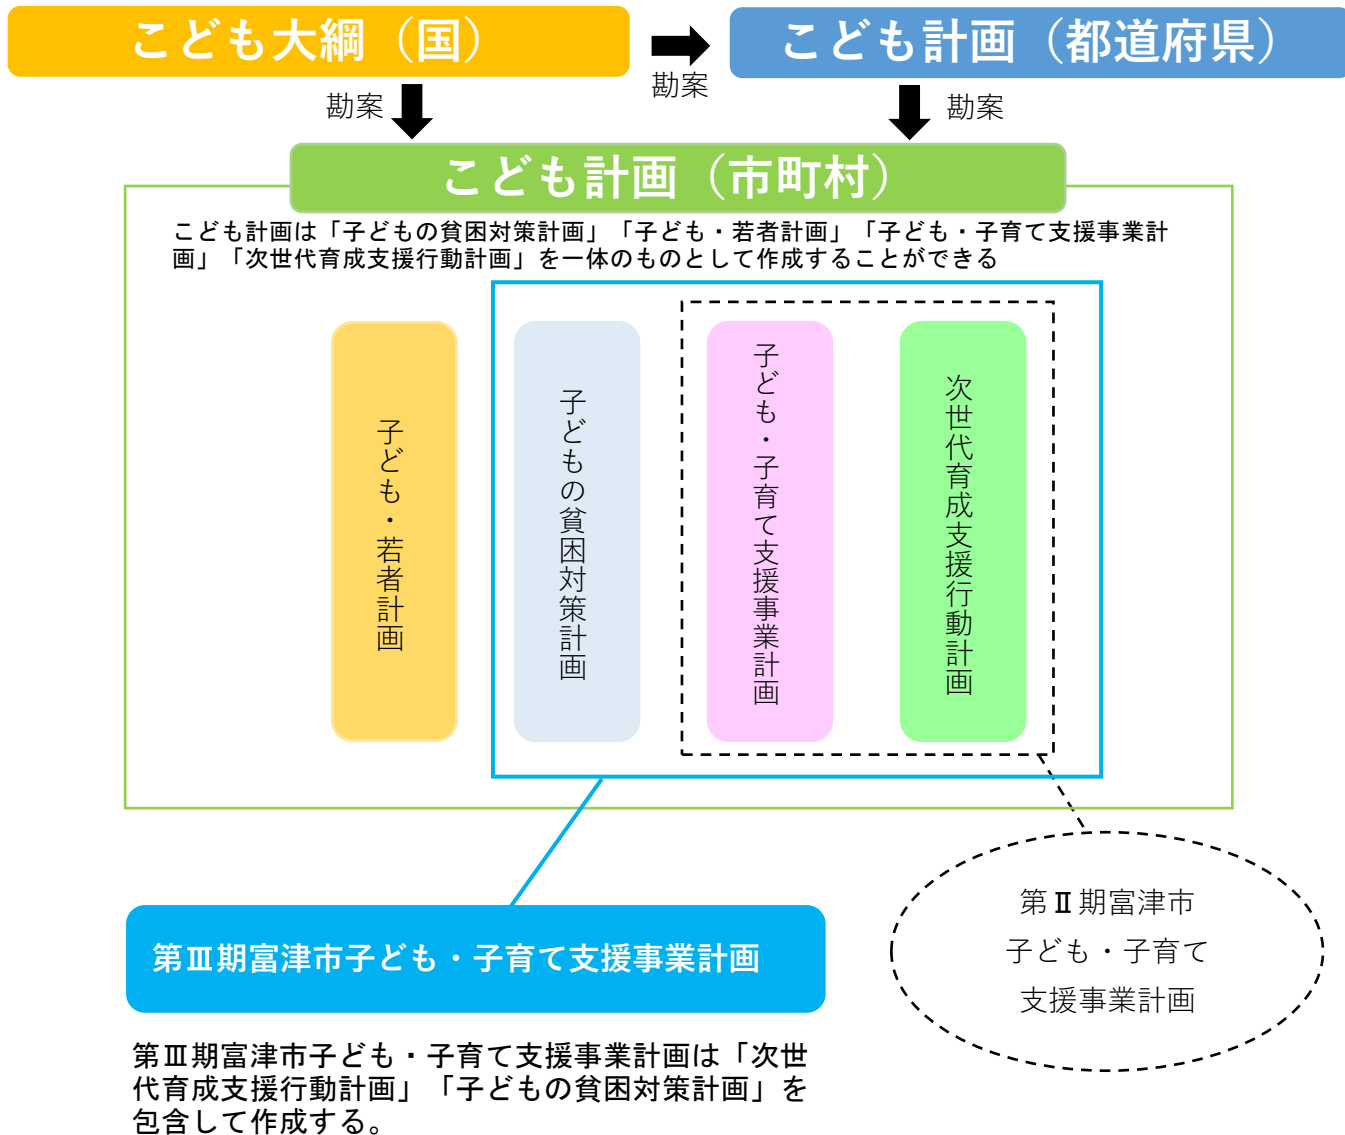 こども大綱（国）
勘案
こども計画（都道府県）
勘案
勘案
こども計画（市町村）
こども計画は「子どもの貧困対策計画」「子ども・若者計画」「子ども・子育て支援事業計
画」「次世代育成支援行動計画」を一体のものとして作成することができる
子ども・若者計画
子どもの貧困対策計画
子ども・子育て支援事業計画
次世代育成支援行動計画
第Ⅲ期富津市子ども・子育て支援事業計画
第Ⅱ期富津市
子ども・子育て
支援事業計画
第Ⅲ期富津市子ども・子育て支援事業計画は「次世
代育成支援行動計画」「子どもの貧困対策計画」を
包含して作成する。